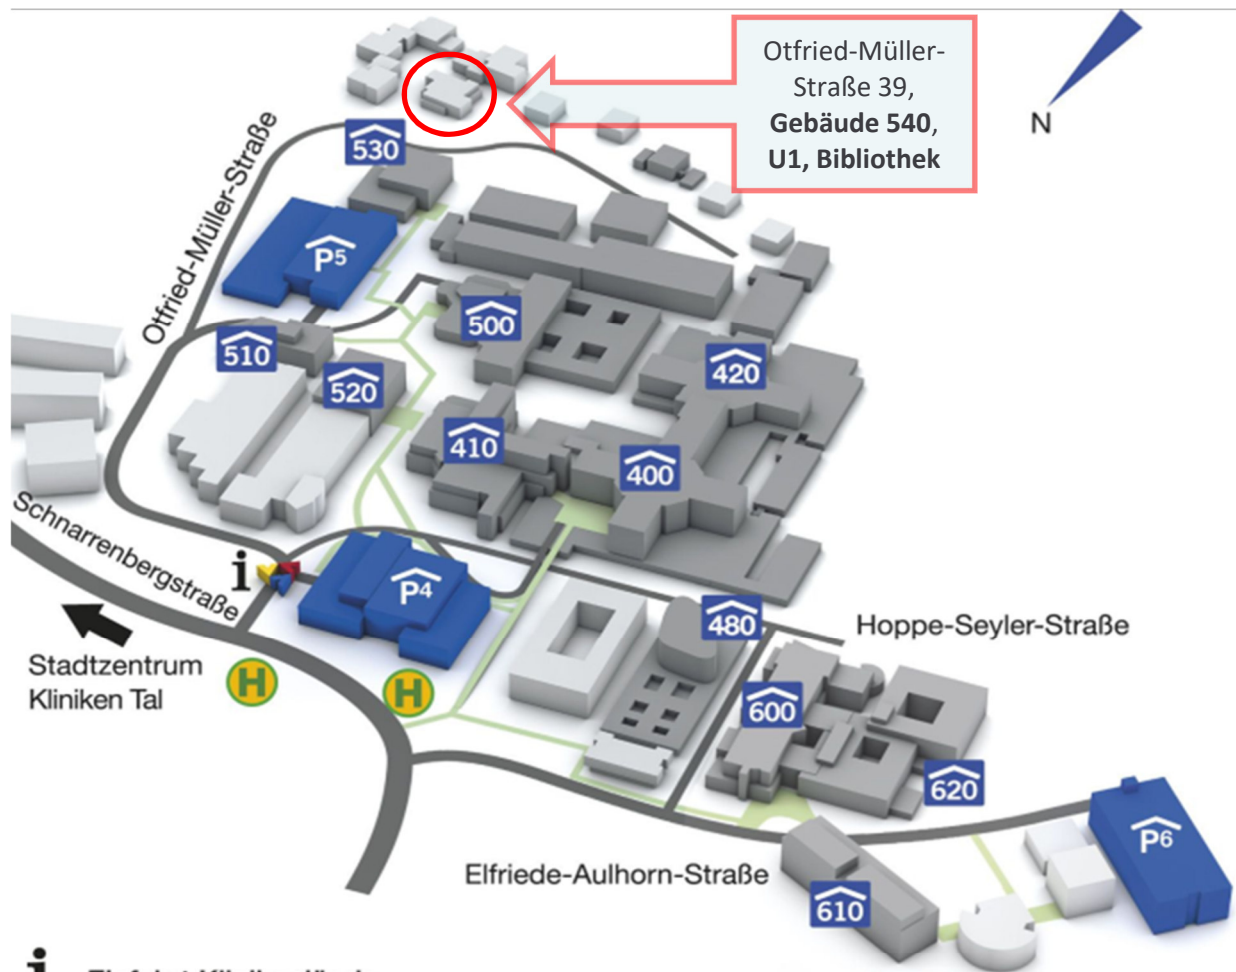 Otfried-Müller-
Straße 39,
Gebäude 540,
U1, Bibliothek
N
530
Otfried-Müller-Straße
P5
500
510
420
520
410
400
Schnarrenbergstraße
i
P4
480
Hoppe-Seyler-Straße
Stadtzentrum
Kliniken Tal
H
H
600
620
P6
Elfriede-Aulhorn-Straße
610
i